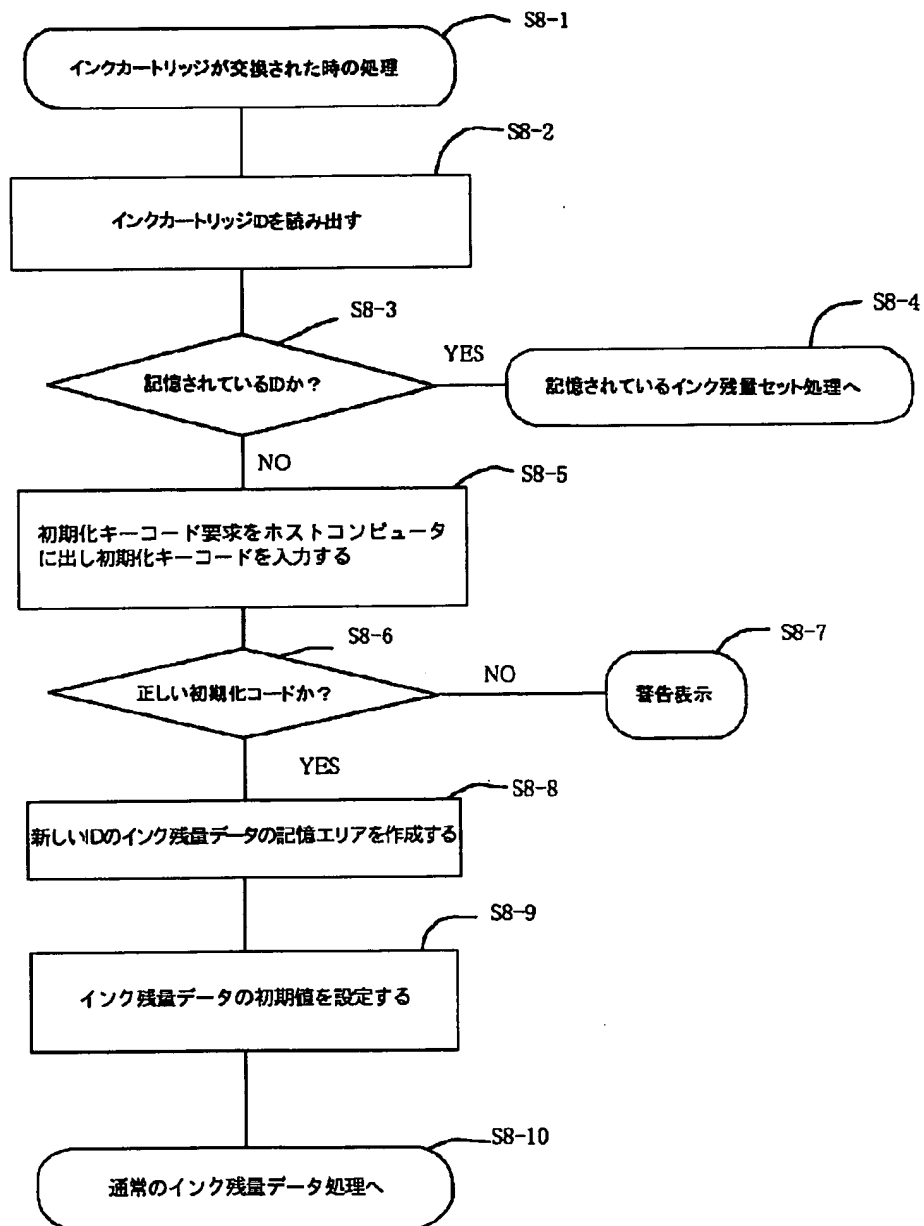 S8-1
インクカートリッジが交換された時の処理
S8-2
インクカートリッジIDを読み出す
S8-3
記憶されているIDか?
YES
S8-4
記憶されているインク残量セット処理へ
NO
S8-5
初期化キーコード要求をホストコンピュータ
に出し初期化キーコードを入力する
S8-6
正しい初期化コードか?
NO
S8-7
警告表示
YES
S8-8
新しいIDのインク残量データの記憶エリアを作成する
S8-9
インク残量データの初期値を設定する
S8-10
通常のインク残量データ処理へ